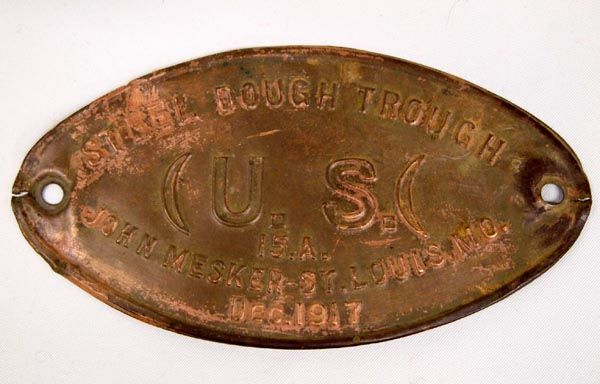 STEEL DOUGH TROUGH
(U. S.(
15.A.
JOHN MESKER-ST. LOUIS, MO.
DEC. 1917